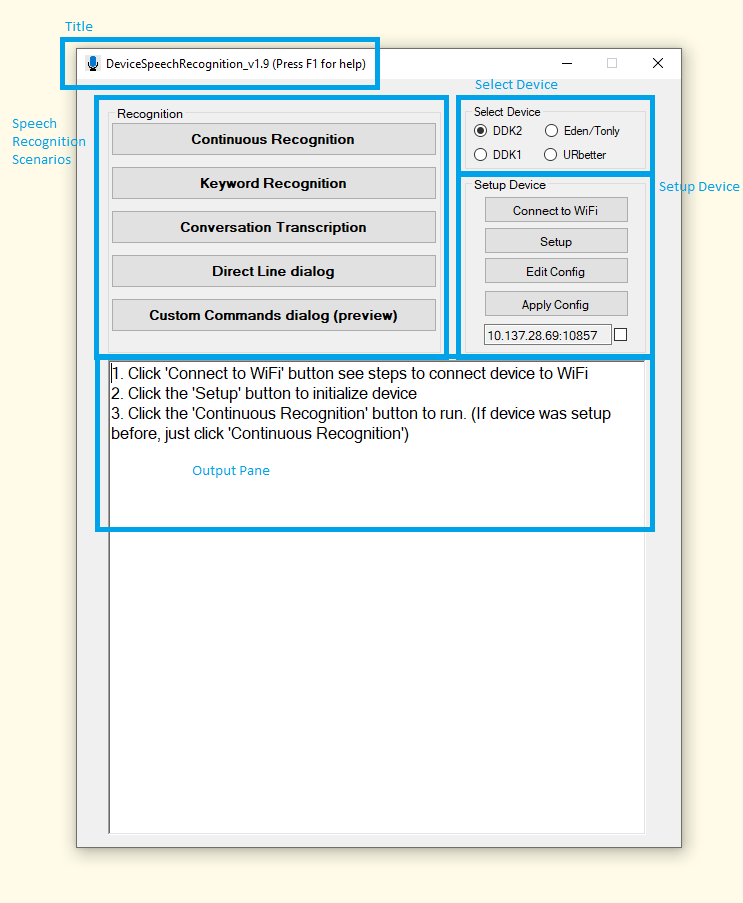 Title
DeviceSpeechRecognition_v1.9 (Press F1 for help)
Select Device
Speech
Recognition
Scenarios
Recognition
Continuous Recognition
Keyword Recognition
Conversation Transcription
Direct Line dialog
Custom Commands dialog (preview)
Select Device
DDK2
Eden/Tonly
DDK1
URbetter
Setup Device
Setup Device
Connect to WiFi
Setup
Edit Config
Apply Config
10.137.28.69:10857
1. Click 'Connect to WiFi' button see steps to connect device to WiFi
2. Click the 'Setup' button to initialize device
3. Click the 'Continuous Recognition' button to run. (If device was setup
before, just click 'Continuous Recognition')
Output Pane